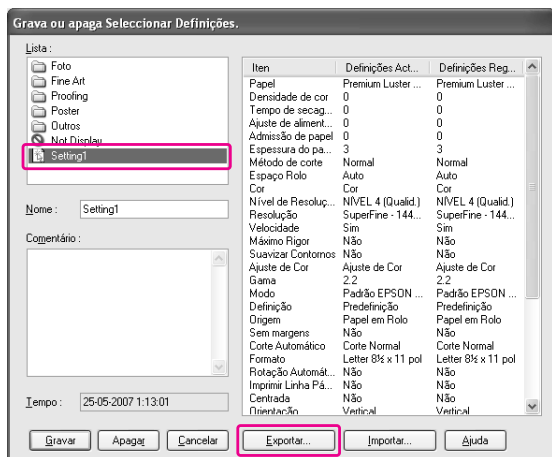 Grava ou apaga Seleccionar Definições.
Lista :
Foto
Fine Art
Proofing
Poster
Outros
Not Display
Setting1
Nome : Setting1
Comentário :
Tempo : 25-05-2007 1:13:01
Iten Definições Act... Definições Reg...
Papel Premium Luster ... Premium Luster ...
Densidade de cor 0 0
Tempo de secag... 0 0
Ajuste de aliment... 0 0
Admissão de papel 0 0
Espessura do pa... 3 3
Método de corte Normal Normal
Espaço Rolo Auto Auto
Cor Cor Cor
Nível de Resoluç... NÍVEL 4 (Qualid.) NÍVEL 4 (Qualid.)
Resolução SuperFine - 144... SuperFine - 144...
Velocidade Sim Sim
Máximo Rigor Não Não
Suavizar Contornos Não Não
Ajuste de Cor Ajuste de Cor Ajuste de Cor
Gama 2.2 2.2
Modo Padrão EPSON ... Padrão EPSON ...
Definição Predefinição Predefinição
Origem Papel em Rolo Papel em Rolo
Sem margens Não Não
Corte Automático Corte Normal Corte Normal
Formato Letter 8½ x 11 pol Letter 8½ x 11 pol
Rotação Automát... Não Não
Imprimir Linha Pá... Não Não
Centrada Não Não
Orientação Vertical Vertical
Gravar Apagar Cancelar Exportar... Importar... Ajuda